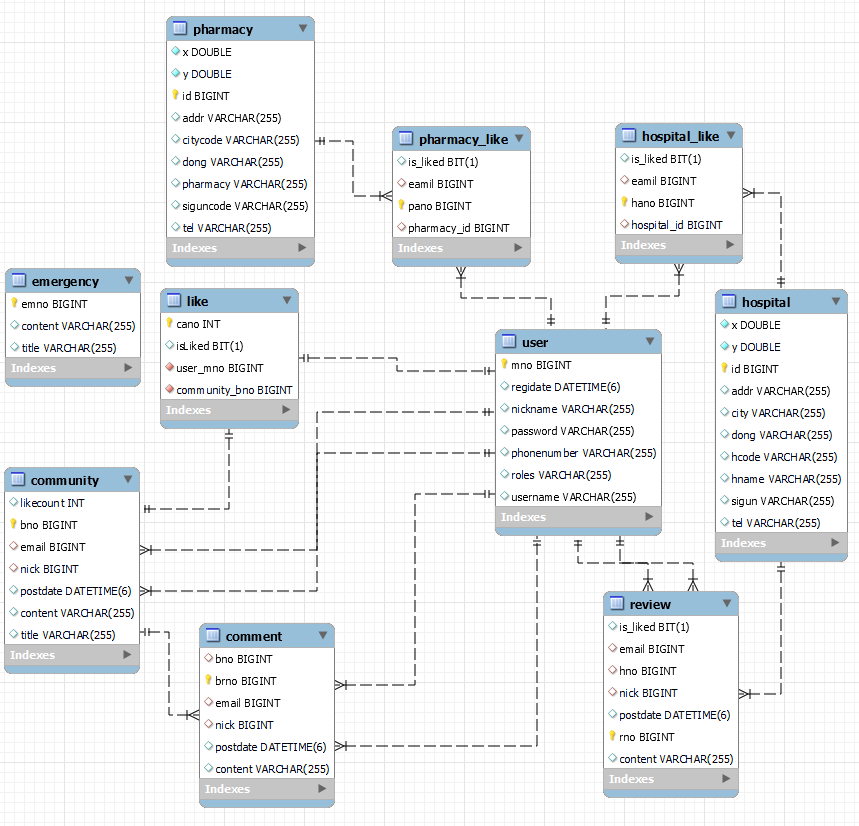 pharmacy
x DOUBLE
y DOUBLE
id BIGINT
addr VARCHAR(255)
citycode VARCHAR(255)
dong VARCHAR(255)
pharmacy VARCHAR(255)
siguncode VARCHAR(255)
tel VARCHAR(255)
Indexes
pharmacy_like
is_liked BIT(1)
eamil BIGINT
pano BIGINT
pharmacy_id BIGINT
Indexes
hospital_like
is_liked BIT(1)
eamil BIGINT
hano BIGINT
hospital_id BIGINT
Indexes
emergency
emno BIGINT
content VARCHAR(255)
title VARCHAR(255)
Indexes
like
cano INT
isLiked BIT(1)
user_mno BIGINT
community_bno BIGINT
Indexes
user
mno BIGINT
regidate DATETIME(6)
nickname VARCHAR(255)
password VARCHAR(255)
phonenumber VARCHAR(255)
roles VARCHAR(255)
username VARCHAR(255)
Indexes
hospital
x DOUBLE
y DOUBLE
id BIGINT
addr VARCHAR(255)
city VARCHAR(255)
dong VARCHAR(255)
hcode VARCHAR(255)
hname VARCHAR(255)
sigun VARCHAR(255)
tel VARCHAR(255)
Indexes
community
likecount INT
bno BIGINT
email BIGINT
nick BIGINT
postdate DATETIME(6)
content VARCHAR(255)
title VARCHAR(255)
Indexes
comment
bno BIGINT
brno BIGINT
email BIGINT
nick BIGINT
postdate DATETIME(6)
content VARCHAR(255)
Indexes
review
is_liked BIT(1)
email BIGINT
hno BIGINT
nick BIGINT
postdate DATETIME(6)
rno BIGINT
content VARCHAR(255)
Indexes